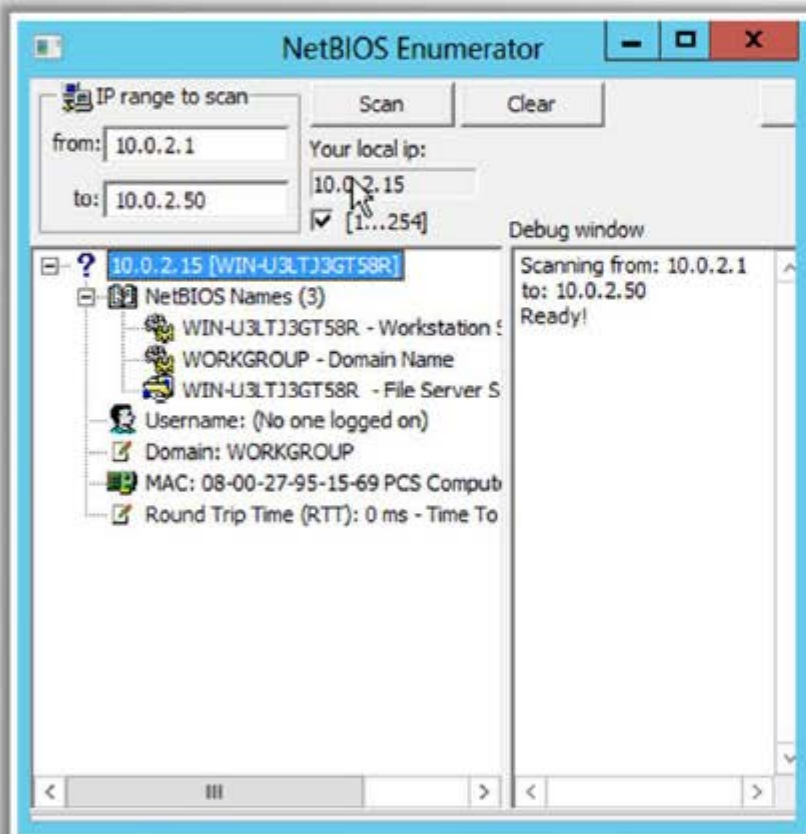 NetBIOS Enumerator
IP range to scan
Scan
Clear
from: 10.0.2.1
Your local ip:
to: 10.0.2.50
10.0.2.15
[1...254]
Debug window
10.0.2.15 [WIN-U3LTJ3GT58R]
NetBIOS Names (3)
WIN-U3LTJ3GT58R - Workstation
WORKGROUP - Domain Name
WIN-U3LTJ3GT58R - File Server S
Username: (No one logged on)
Domain: WORKGROUP
MAC: 08-00-27-95-15-69 PCS Comput
Round Trip Time (RTT): 0 ms - Time To
Scanning from: 10.0.2.1
to: 10.0.2.50
Ready!